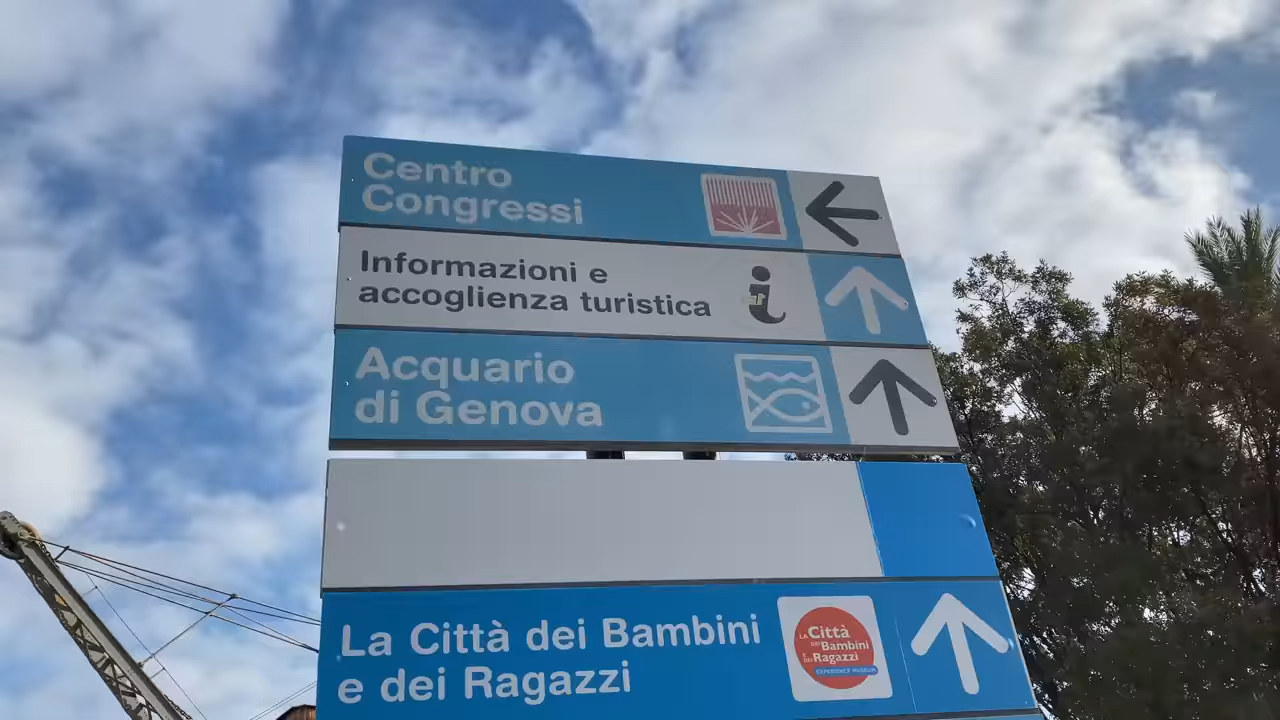 Centro
Congressi
Informazioni e
accoglienza turistica
i
Acquario
di Genova
La Città dei Bambini
e dei Ragazzi
LA Città
DEI Bambini
E DEI Ragazzi
EXPERIENCE MUSEUM